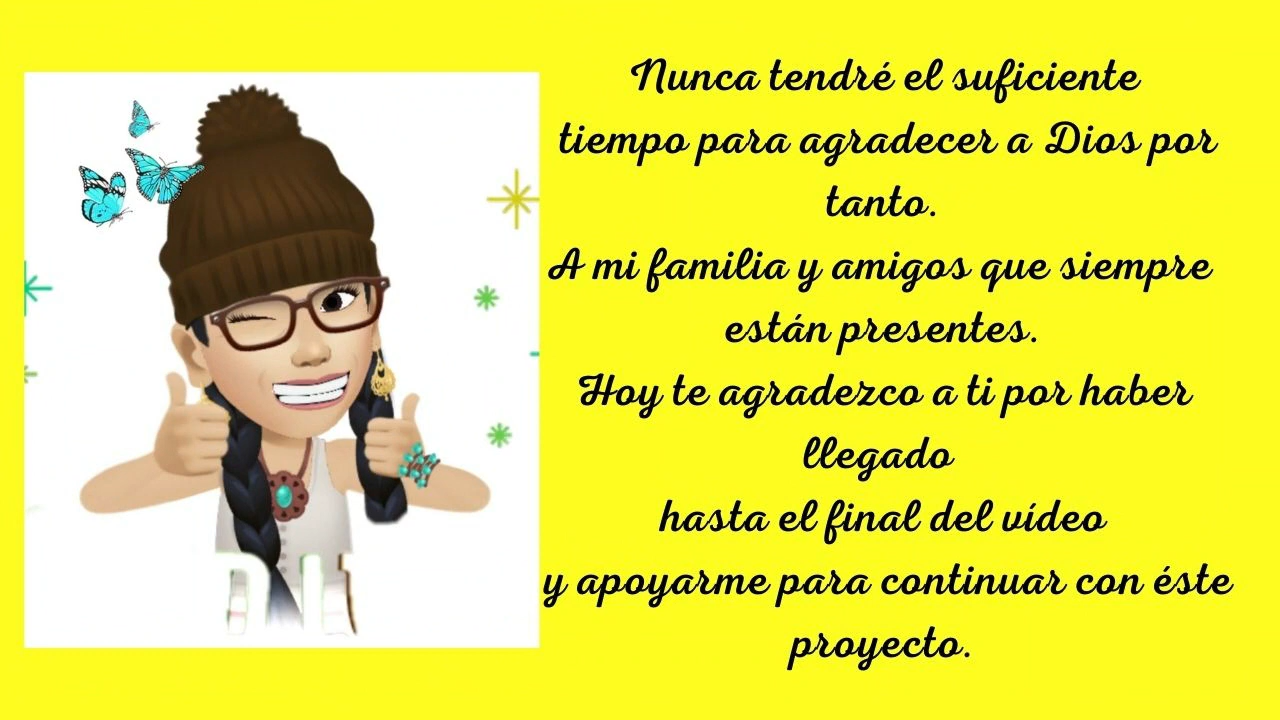 Nunca tendré el suficiente
tiempo para agradecer a Dios por
tanto.
A mi familia y amigos que siempre
están presentes.
Hoy te agradezco a ti por haber
llegado
hasta el final del vídeo
y apoyarme para continuar con éste
proyecto.